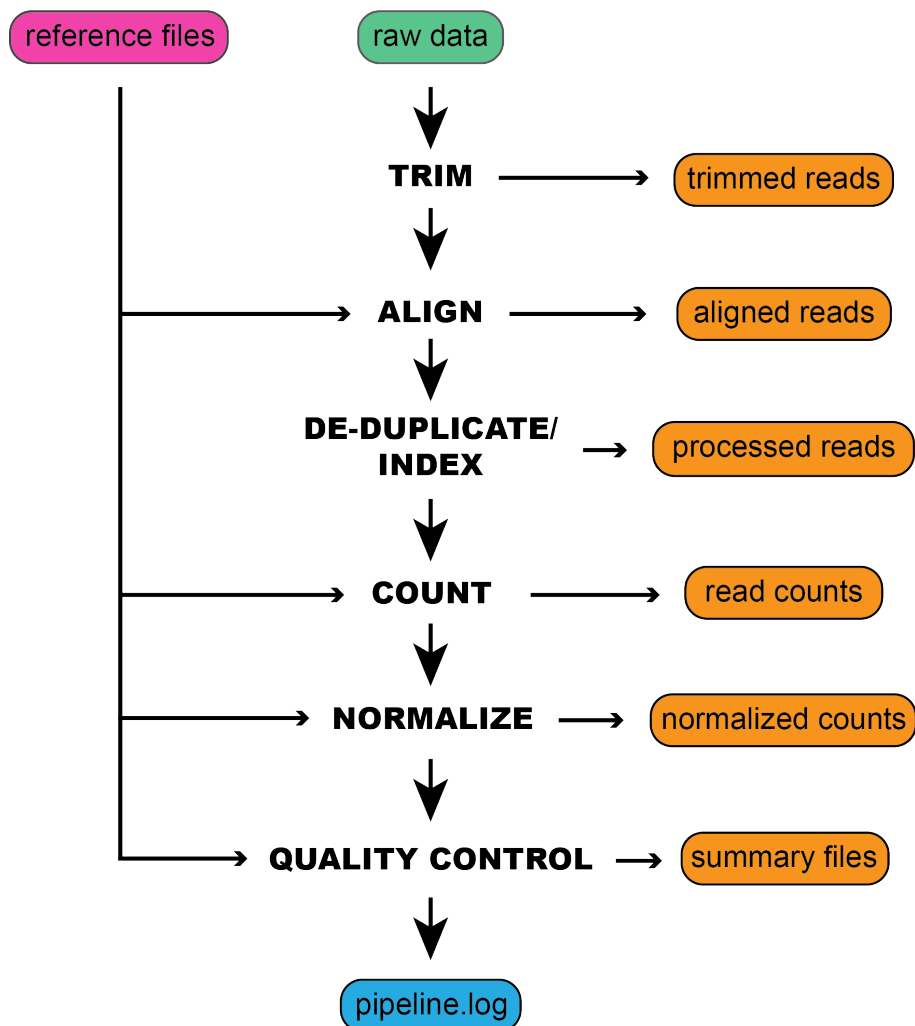 reference files
raw data
TRIM
trimmed reads
ALIGN
aligned reads
DE-DUPLICATE/
INDEX
processed reads
COUNT
read counts
NORMALIZE
normalized counts
QUALITY CONTROL
summary files
pipeline.log